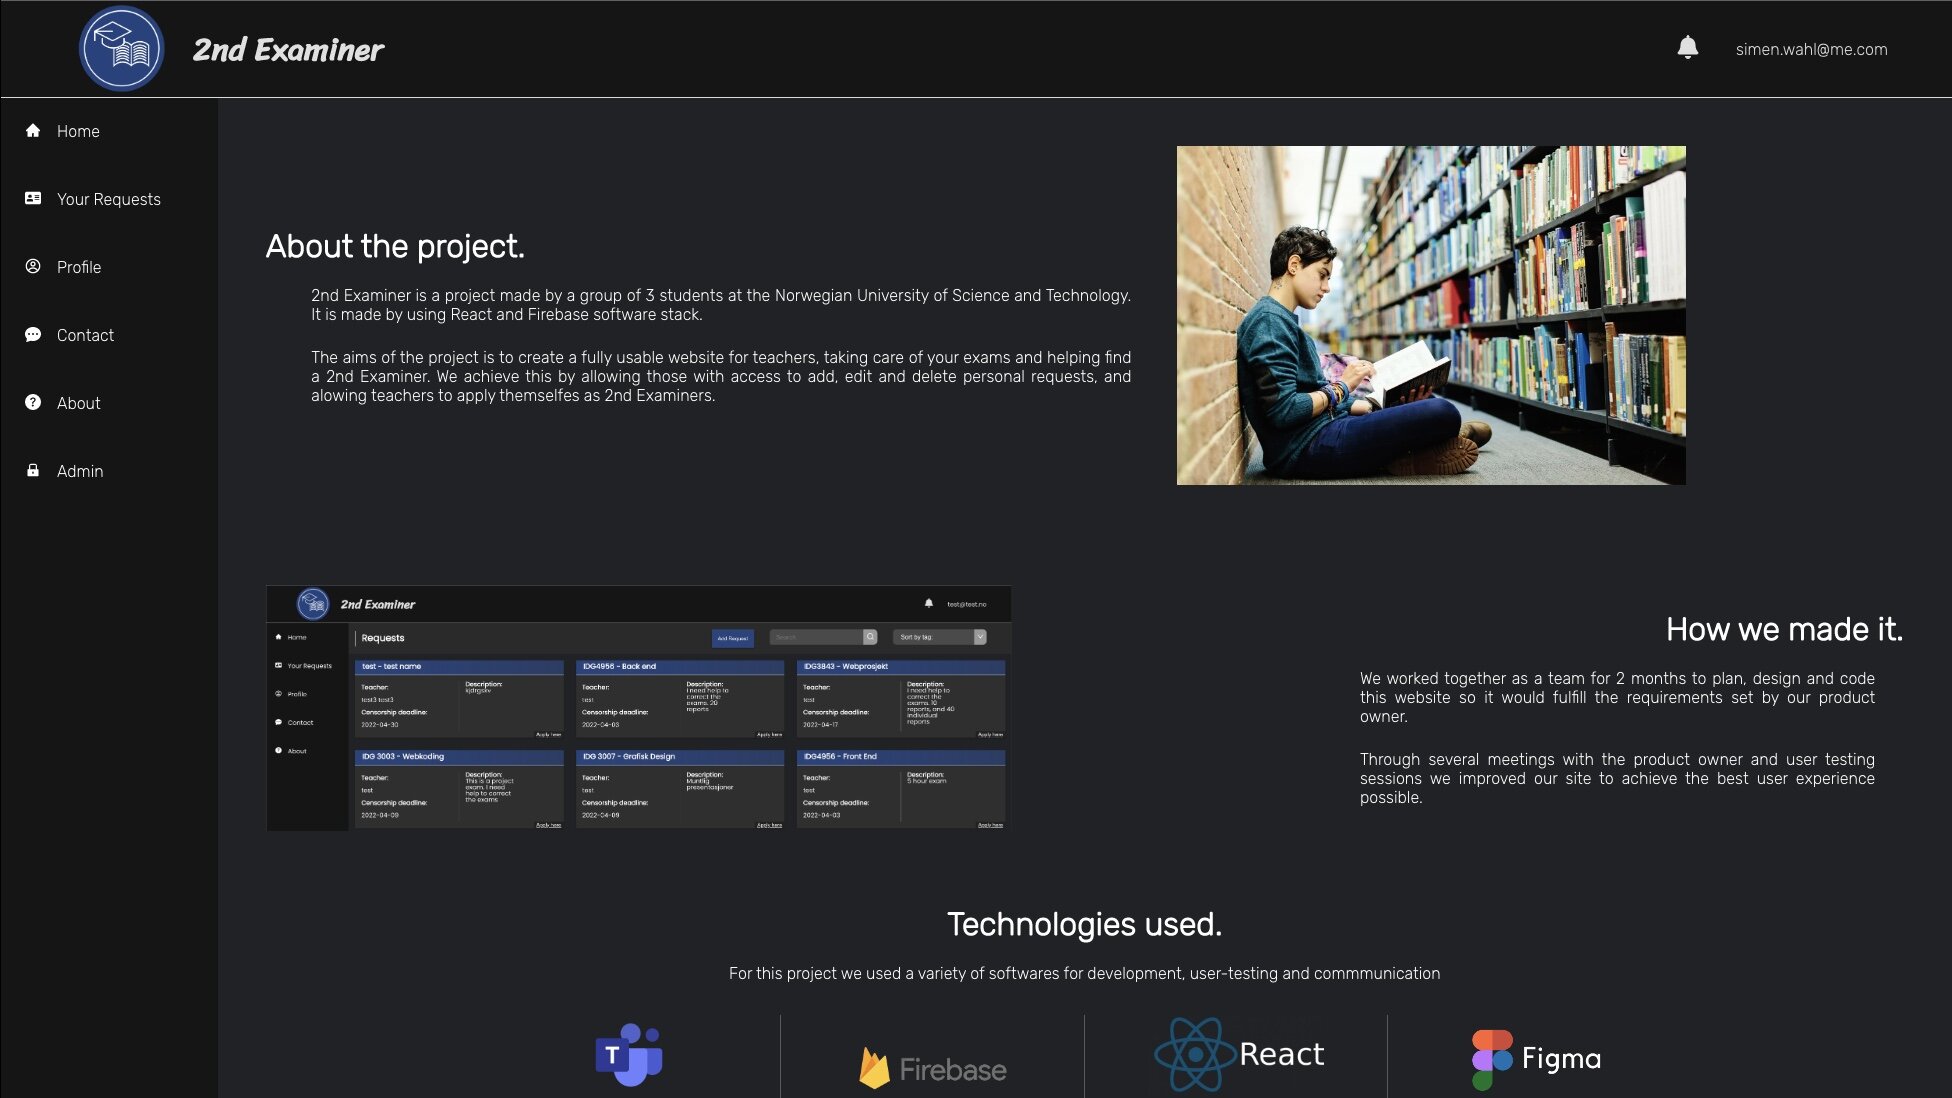 2nd Examiner
simen.wahl@me.com
Home
Your Requests
Profile
Contact
About
Admin
About the project.
2nd Examiner is a project made by a group of 3 students at the Norwegian University of Science and Technology.
It is made by using React and Firebase software stack.
The aims of the project is to create a fully usable website for teachers, taking care of your exams and helping find
a 2nd Examiner. We achieve this by allowing those with access to add, edit and delete personal requests, and
alowing teachers to apply themselfes as 2nd Examiners.
2nd Examiner
test@test.no
Home
Your Requests
Profile
Contact
About
Requests
Add Request
Search
Sort by tag:
test - test name
Teacher:
test3 test3
Censorship deadline:
2022-04-30
Description:
Apply here
IDG4956 - Back end
Teacher:
test
Censorship deadline:
2022-04-03
Description:
I need help to
correct the
exams. 20
reports
Apply here
IDG3843 - Webprosjekt
Teacher:
test
Censorship deadline:
2022-04-17
Description:
I need help to
correct the
exams. 10
reports, and 40
individual
reports
Apply here
IDG 3003 - Webkoding
Teacher:
test
Censorship deadline:
2022-04-09
Description:
This is a project
exam. I need
help to correct
the exams
Apply here
IDG 3007 - Grafisk Design
Teacher:
test
Censorship deadline:
2022-04-09
Description:
Muntlig
presentasjoner
Apply here
IDG4956 - Front End
Teacher:
test
Censorship deadline:
2022-04-03
Description:
5 hour exam
Apply here
How we made it.
We worked together as a team for 2 months to plan, design and code
this website so it would fulfill the requirements set by our product
owner.
Through several meetings with the product owner and user testing
sessions we improved our site to achieve the best user experience
possible.
Technologies used.
For this project we used a variety of softwares for development, user-testing and commmunication
T
Firebase
React
Figma